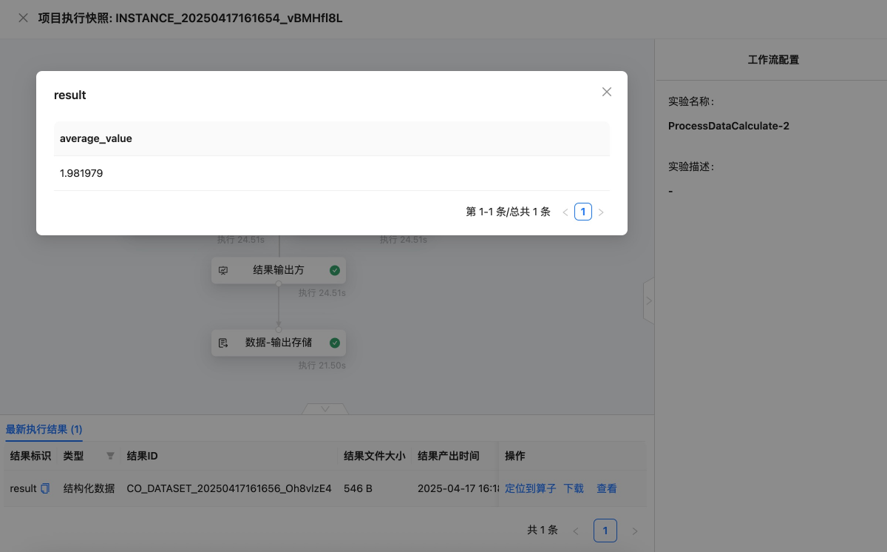 项目执行快照: INSTANCE_20250417161654_vBMHfl8L
工作流配置
实验名称:
ProcessDataCalculate-2
实验描述:
-
result
average_value
1.981979
第 1-1 条/总共 1 条 1
执行 24.51s 执行 24.51s
结果输出方
执行 24.51s
数据-输出存储
执行 21.50s
最新执行结果 (1)
结果标识 类型 结果ID 结果文件大小 结果产出时间 操作
result 结构化数据 CO_DATASET_20250417161656_Oh8vlzE4 546 B 2025-04-17 16:18 定位到算子 下载 查看
共 1 条 1